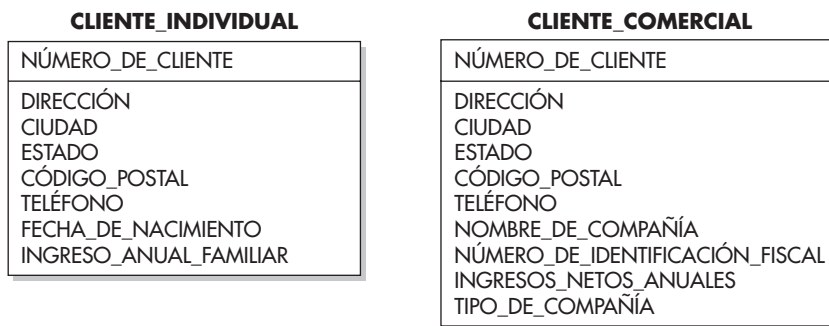 CLIENTE_INDIVIDUAL
NÚMERO_DE_CLIENTE
DIRECCIÓN
CIUDAD
ESTADO
CÓDIGO_POSTAL
TELÉFONO
FECHA_DE_NACIMIENTO
INGRESO_ANUAL_FAMILIAR
CLIENTE_COMERCIAL
NÚMERO_DE_CLIENTE
DIRECCIÓN
CIUDAD
ESTADO
CÓDIGO_POSTAL
TELÉFONO
NOMBRE_DE_COMPAÑÍA
NÚMERO_DE_IDENTIFICACIÓN_FISCAL
INGRESOS_NETOS_ANUALES
TIPO_DE_COMPAÑÍA